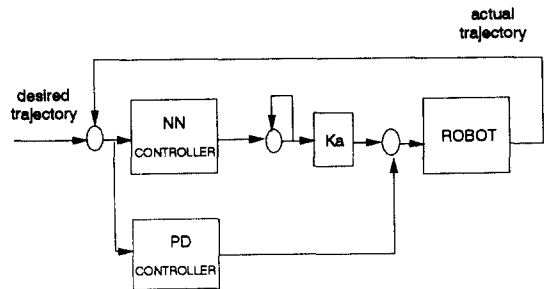 actual
trajectory
desired
trajectory
NN
CONTROLLER
Ka
ROBOT
PD
CONTROLLER